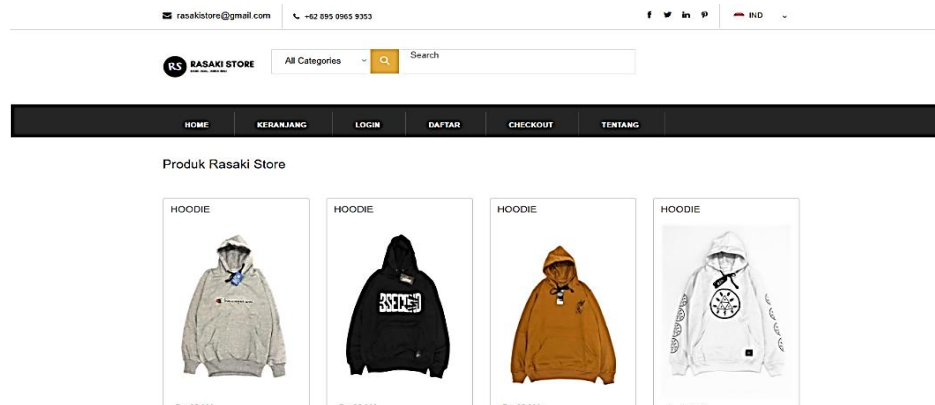 rasakistore@gmail.com
+62 895 0965 9353
IND
RS RASAKI STORE
All Categories
Search
HOME KERANJANG LOGIN DAFTAR CHECKOUT TENTANG
Produk Rasaki Store
HOODIE HOODIE HOODIE HOODIE